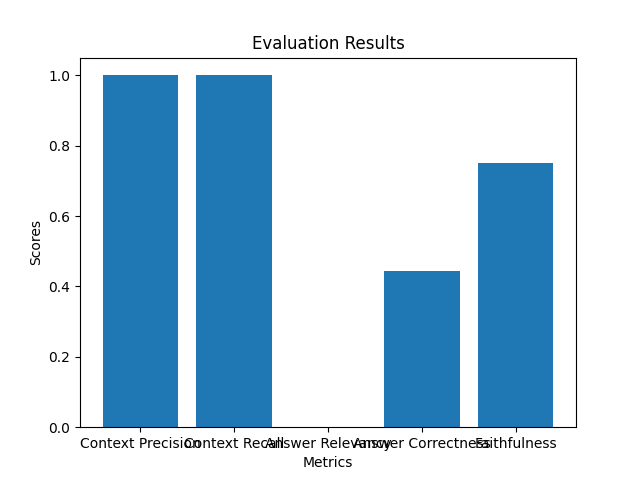 Evaluation Results
1.0
0.8
0.6
0.4
0.2
0.0
Scores
Context Precision
Context Recall
Answer Relevancy
Answer Correctness
Faithfulness
Metrics